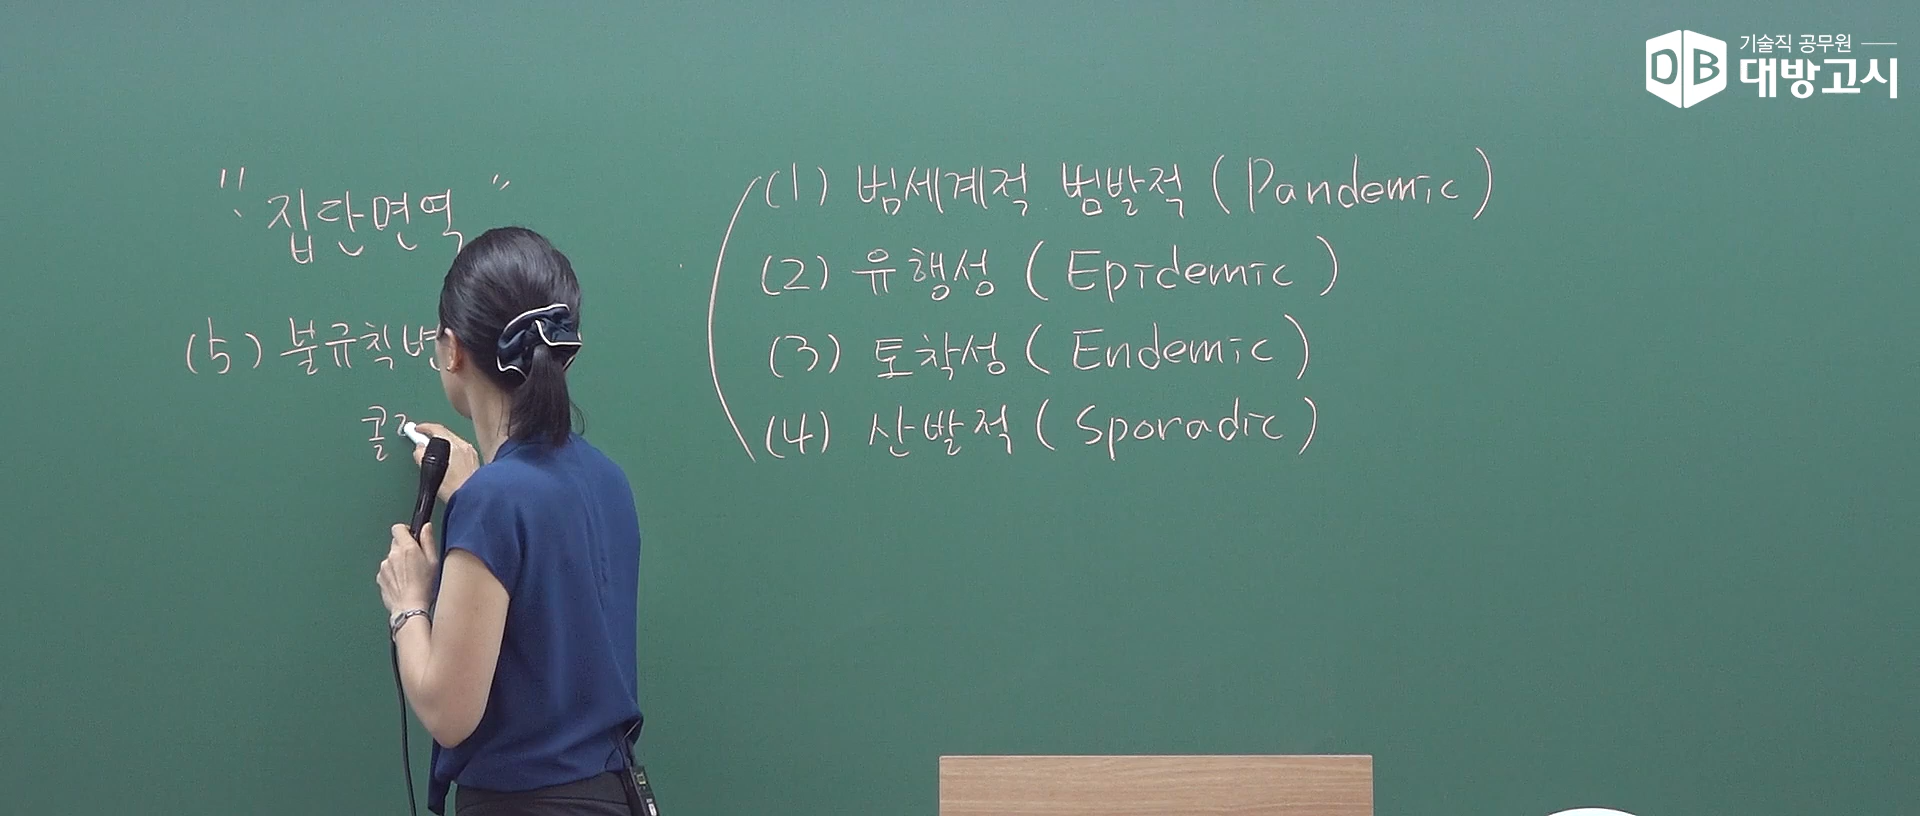 DB 기술직 공무원
대방고시
"집단면역"
(5) 불규칙변
콜
(1) 범세계적 범발적 (Pandemic)
(2) 유행성 (Epidemic)
(3) 토착성 (Endemic)
(4) 산발적 (Sporadic)